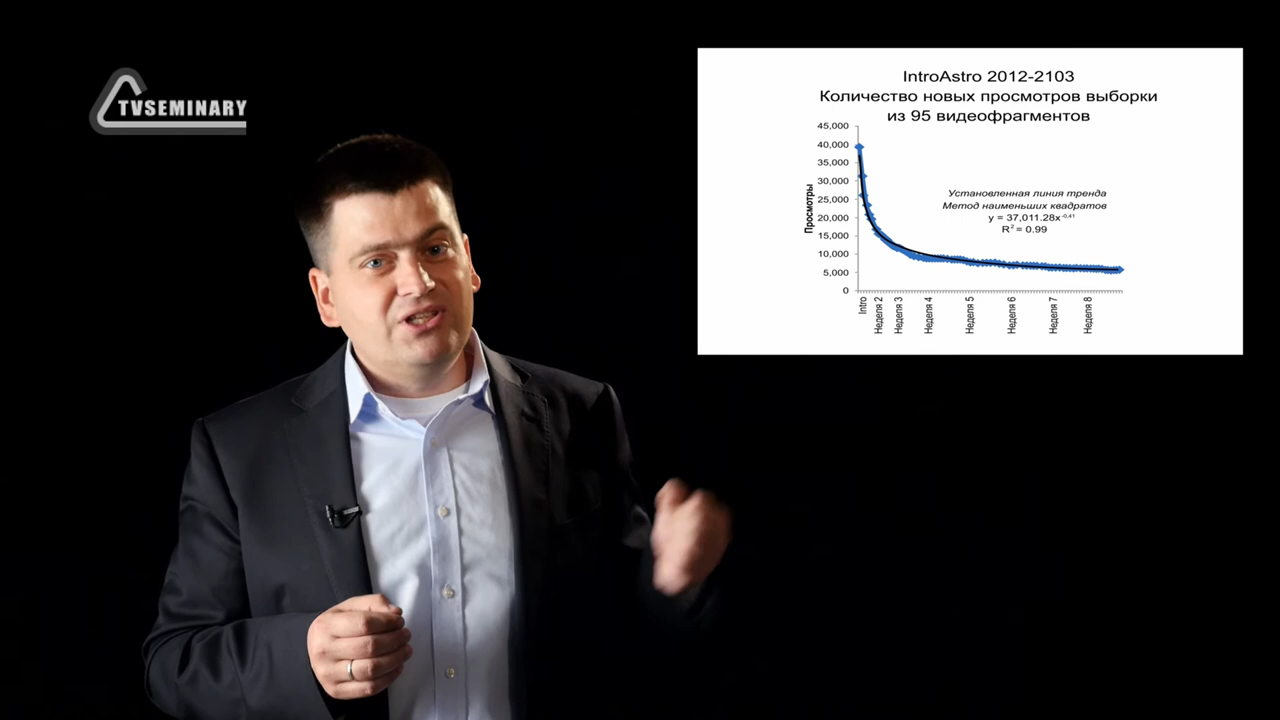 TVSEMINARY
IntroAstro 2012-2103
Количество новых просмотров выборки
из 95 видеофрагментов
45,000
40,000
35,000
30,000
25,000
20,000
15,000
10,000
5,000
0
Просмотры
Установленная линия тренда
Метод наименьших квадратов
y = 37,011.28x^-0,41
R² = 0.99
Intro
Неделя 2
Неделя 3
Неделя 4
Неделя 5
Неделя 6
Неделя 7
Неделя 8